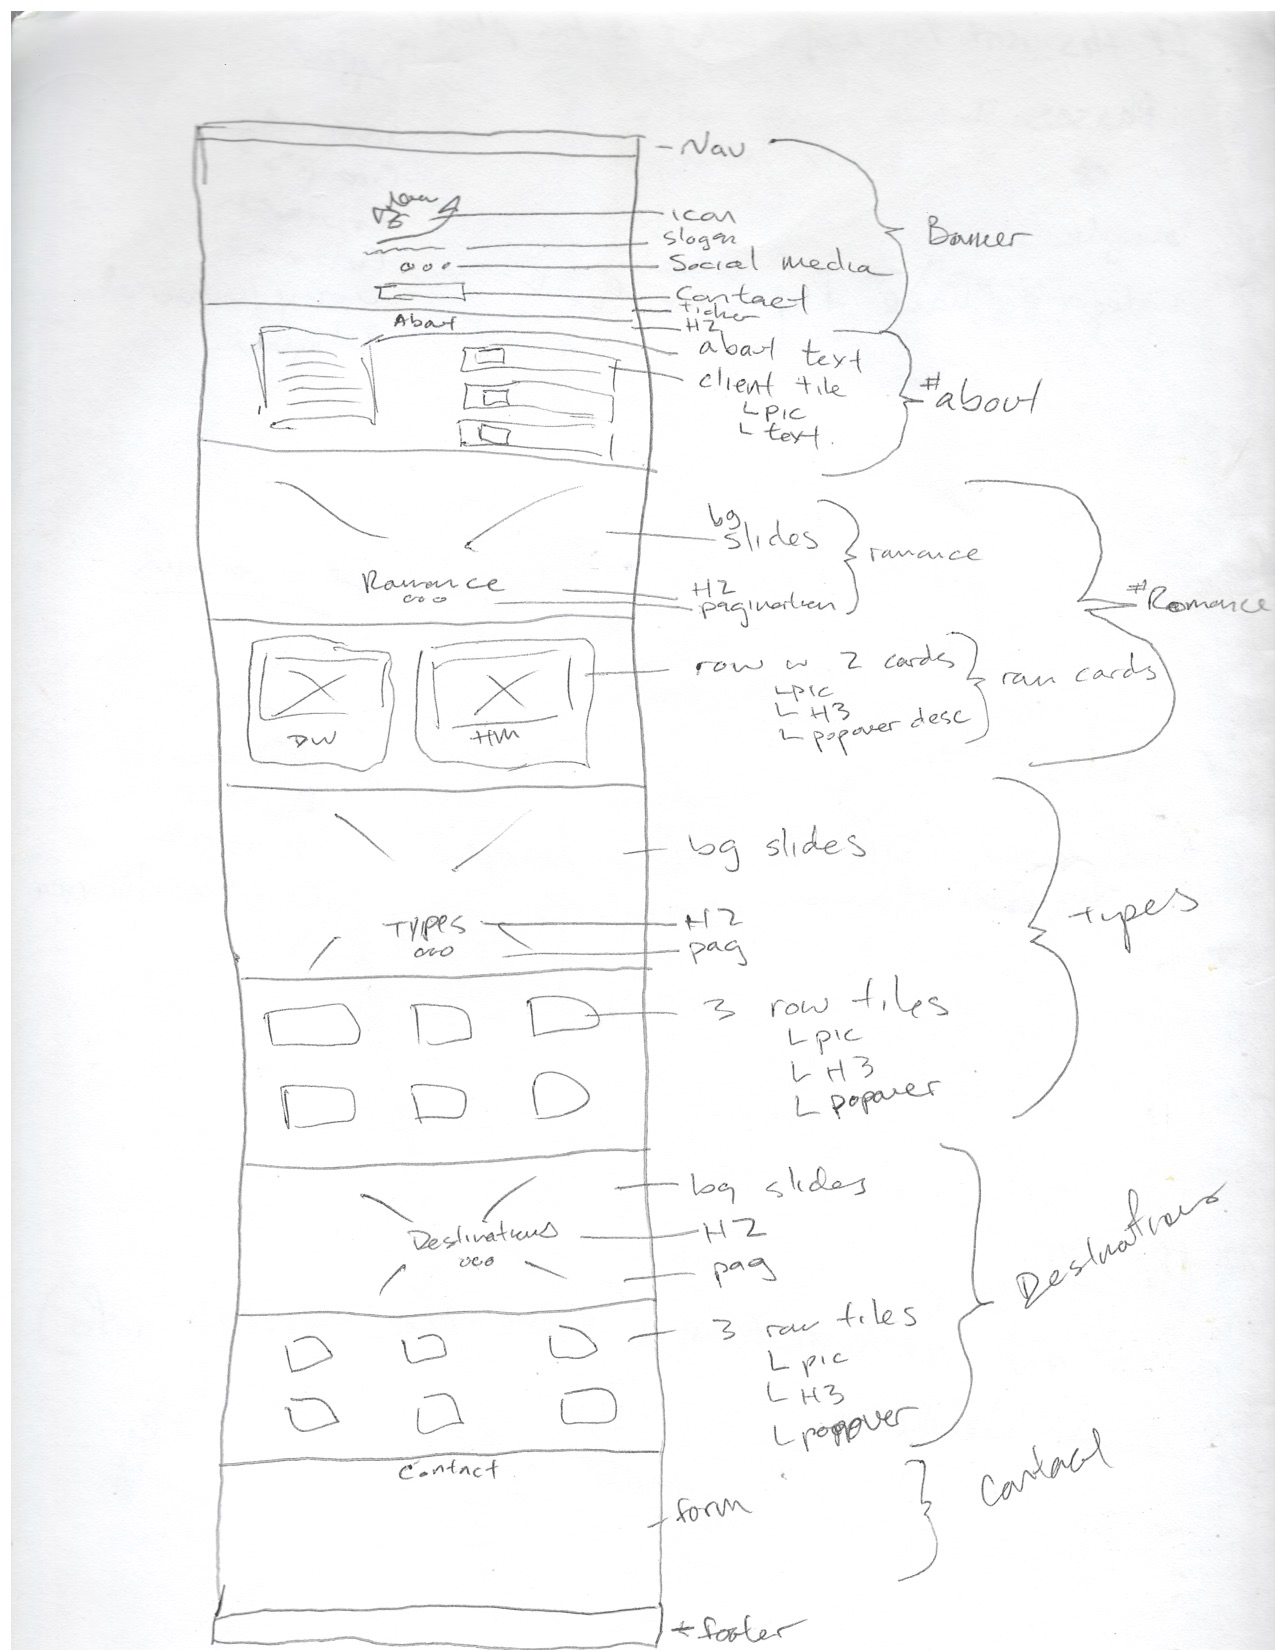 - Nav
icon
slogan
Social media
Banner
Contact
ticker
About
H2
about text
client tile
└ pic
└ text
#about
bg
slides
romance
Romance
H2
pagination
#Romance
row w 2 cards
└ pic
└ H3
└ popover desc
rom cards
DW
HM
bg slides
TYPES
H2
pag
types
3 row tiles
└ pic
└ H3
└ popover
bg slides
Destinations
H2
pag
Destinations
3 row tiles
└ pic
└ H3
└ popover
Contact
form
Contact
footer